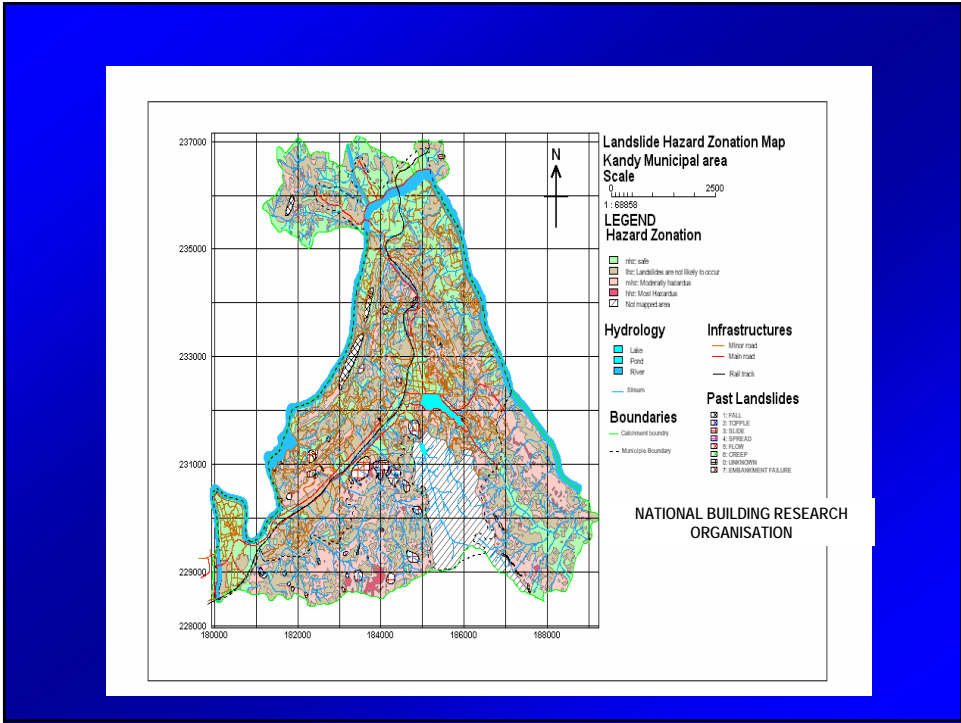 Landslide Hazard Zonation Map
Kandy Municipal area
Scale
0 2500
1 : 68858
LEGEND
Hazard Zonation
nhz: safe
lhz: Landslides are not likely to occur
mhz: Moderately hazardus
hhz: Most Hazardus
Not mapped area
Hydrology
Lake
Pond
River
Stream
Infrastructures
Minor road
Main road
Rail track
Boundaries
Catchment boundry
Municiple Boundary
Past Landslides
1: FALL
2: TOPPLE
3: SLIDE
4: SPREAD
5: FLOW
6: CREEP
0: UNKNOWN
7: EMBANKMENT FAILURE
NATIONAL BUILDING RESEARCH
ORGANISATION
N
237000
235000
233000
231000
229000
228000
180000 182000 184000 186000 188000